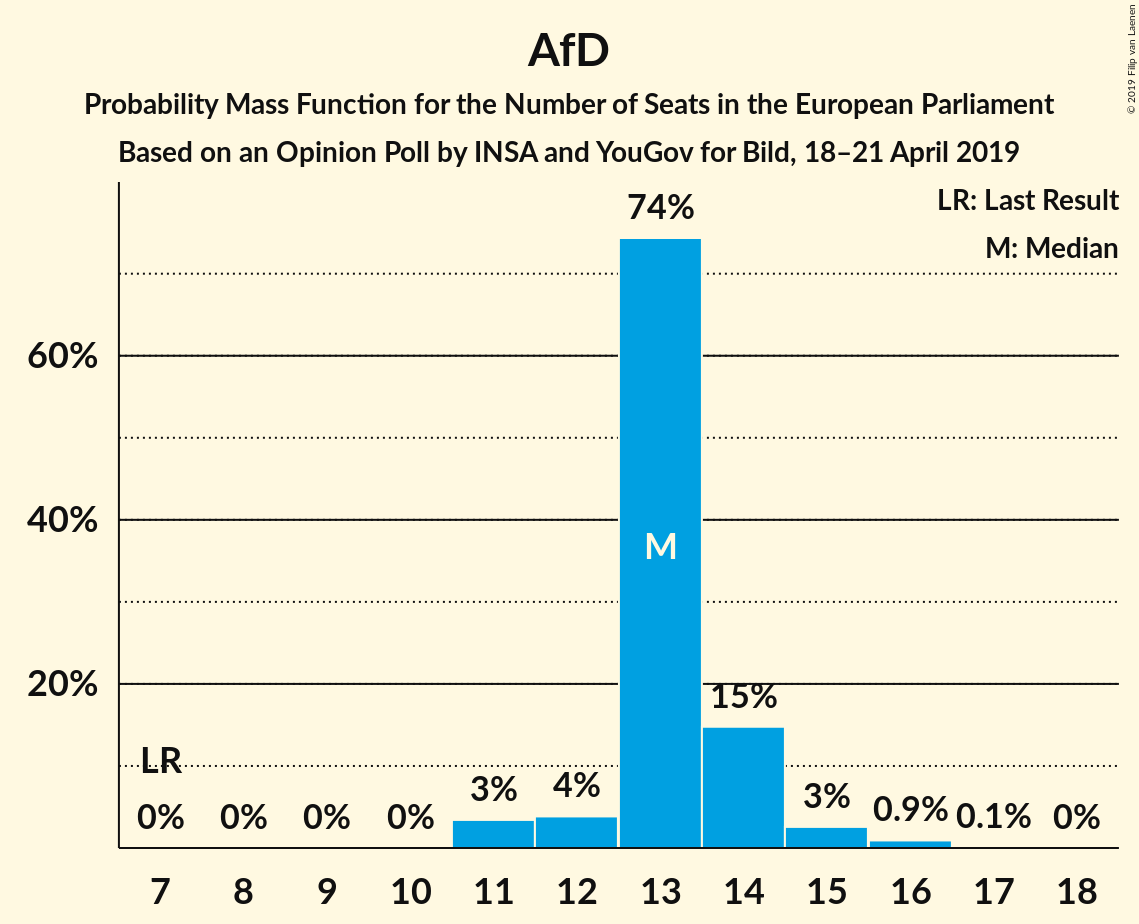 AfD
Probability Mass Function for the Number of Seats in the European Parliament
Based on an Opinion Poll by INSA and YouGov for Bild, 18–21 April 2019
© 2019 Filip van Laenen
LR: Last Result
M: Median
74%
60%
40%
M
20%
15%
LR
0% 0% 0% 0% 3% 4% 3% 0.9% 0.1% 0%
7 8 9 10 11 12 13 14 15 16 17 18